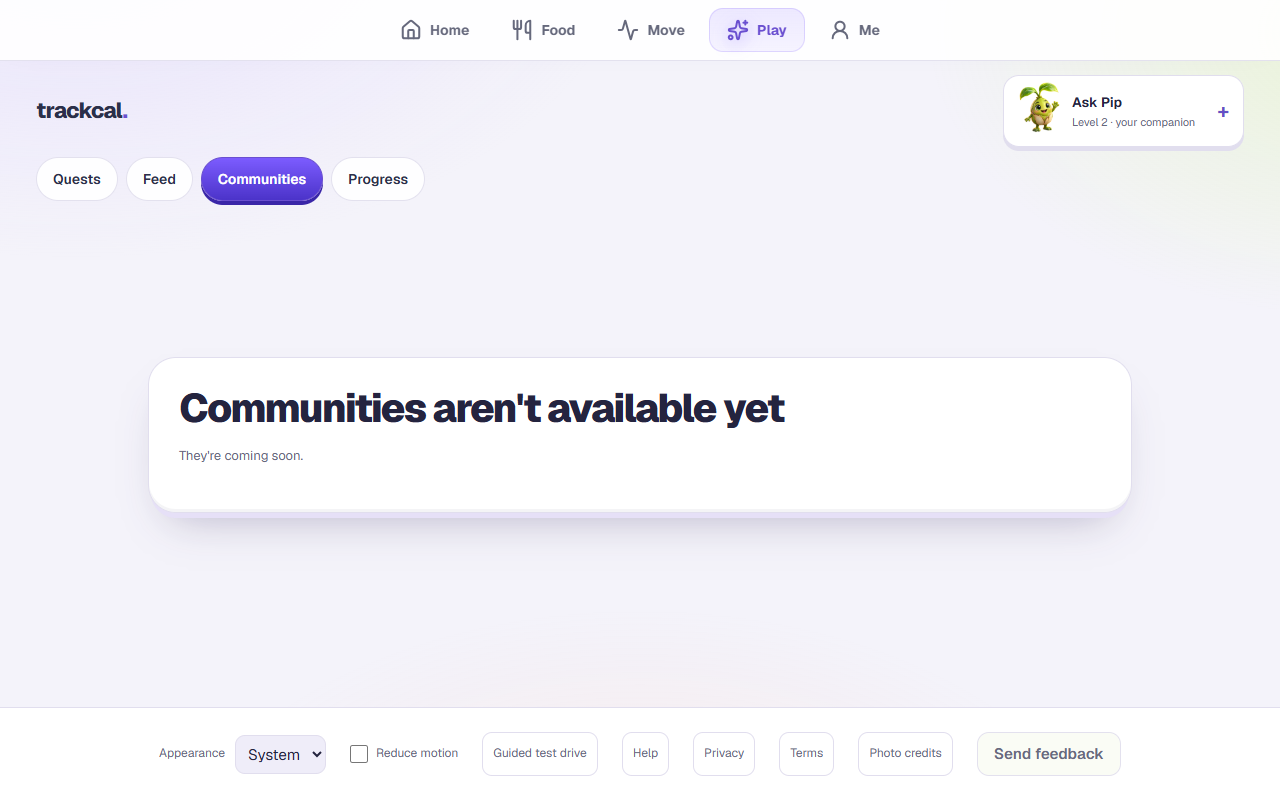 Home Food Move Play Me
trackcal.
Ask Pip
Level 2 · your companion
+
Quests Feed Communities Progress
Communities aren't available yet
They're coming soon.
Appearance System Reduce motion Guided test drive Help Privacy Terms Photo credits Send feedback